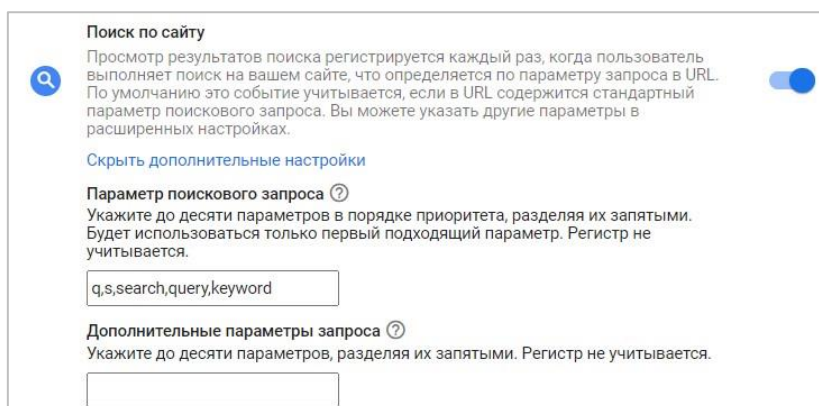 Поиск по сайту
Просмотр результатов поиска регистрируется каждый раз, когда пользователь
выполняет поиск на вашем сайте, что определяется по параметру запроса в URL.
По умолчанию это событие учитывается, если в URL содержится стандартный
параметр поискового запроса. Вы можете указать другие параметры в
расширенных настройках.
Скрыть дополнительные настройки
Параметр поискового запроса ?
Укажите до десяти параметров в порядке приоритета, разделяя их запятыми.
Будет использоваться только первый подходящий параметр. Регистр не
учитывается.
q,s,search,query,keyword
Дополнительные параметры запроса ?
Укажите до десяти параметров, разделяя их запятыми. Регистр не учитывается.